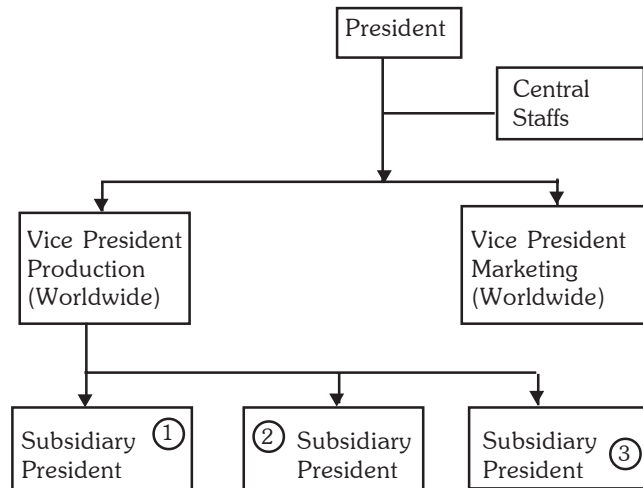 President
Central
Staffs
Vice President
Production
(Worldwide)
Vice President
Marketing
(Worldwide)
Subsidiary ①
President
② Subsidiary
President
Subsidiary
President ③